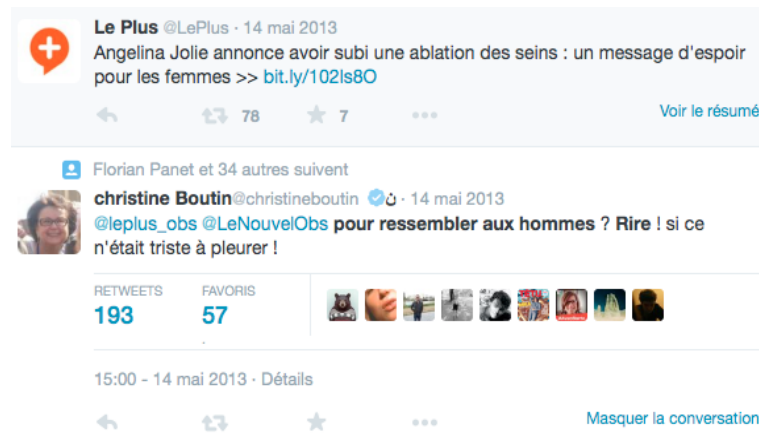 Le Plus @LePlus · 14 mai 2013
Angelina Jolie annonce avoir subi une ablation des seins : un message d'espoir
pour les femmes >> bit.ly/102ls8O
78 7 Voir le résumé
Florian Panet et 34 autres suivent
christine Boutin@christineboutin ن · 14 mai 2013
@leplus_obs @LeNouvelObs pour ressembler aux hommes ? Rire ! si ce
n'était triste à pleurer !
RETWEETS FAVORIS
193 57
15:00 - 14 mai 2013 · Détails
Masquer la conversation